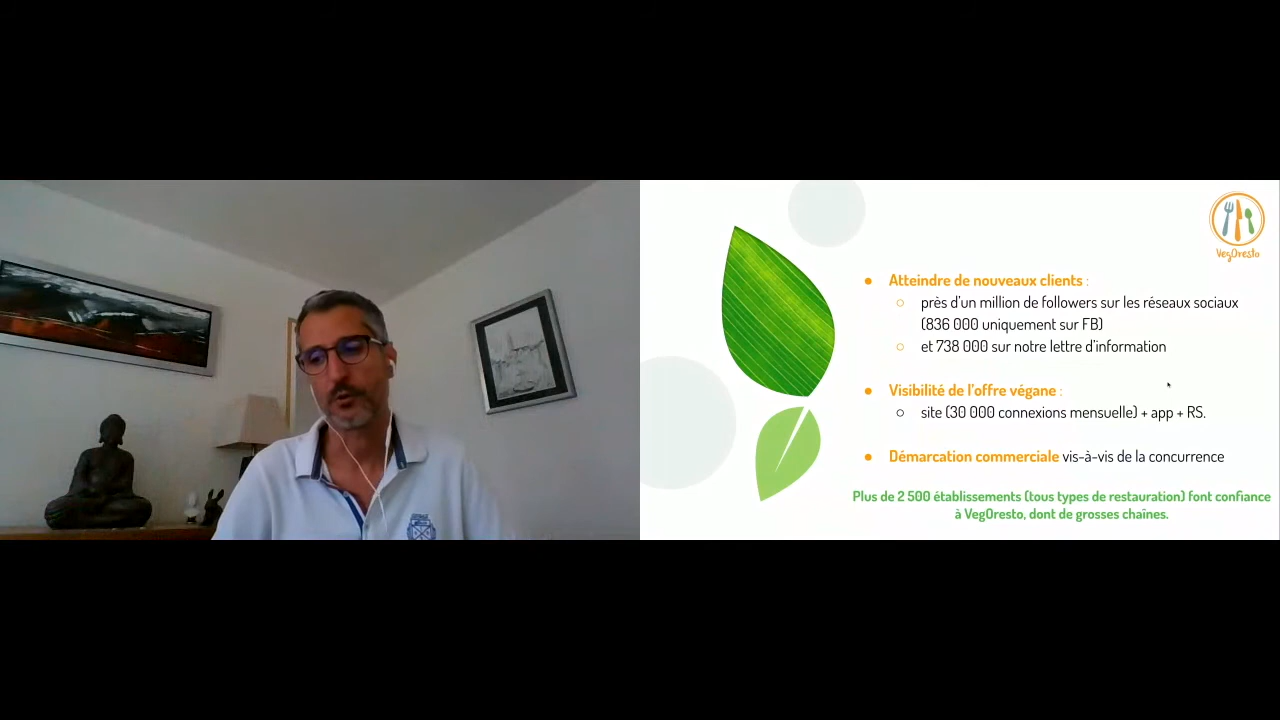 VegOresto
● Atteindre de nouveaux clients :
○ près d'un million de followers sur les réseaux sociaux
(836 000 uniquement sur FB)
○ et 738 000 sur notre lettre d'information
● Visibilité de l'offre végane :
○ site (30 000 connexions mensuelle) + app + RS.
● Démarcation commerciale vis-à-vis de la concurrence
Plus de 2 500 établissements (tous types de restauration) font confiance
à VegOresto, dont de grosses chaînes.